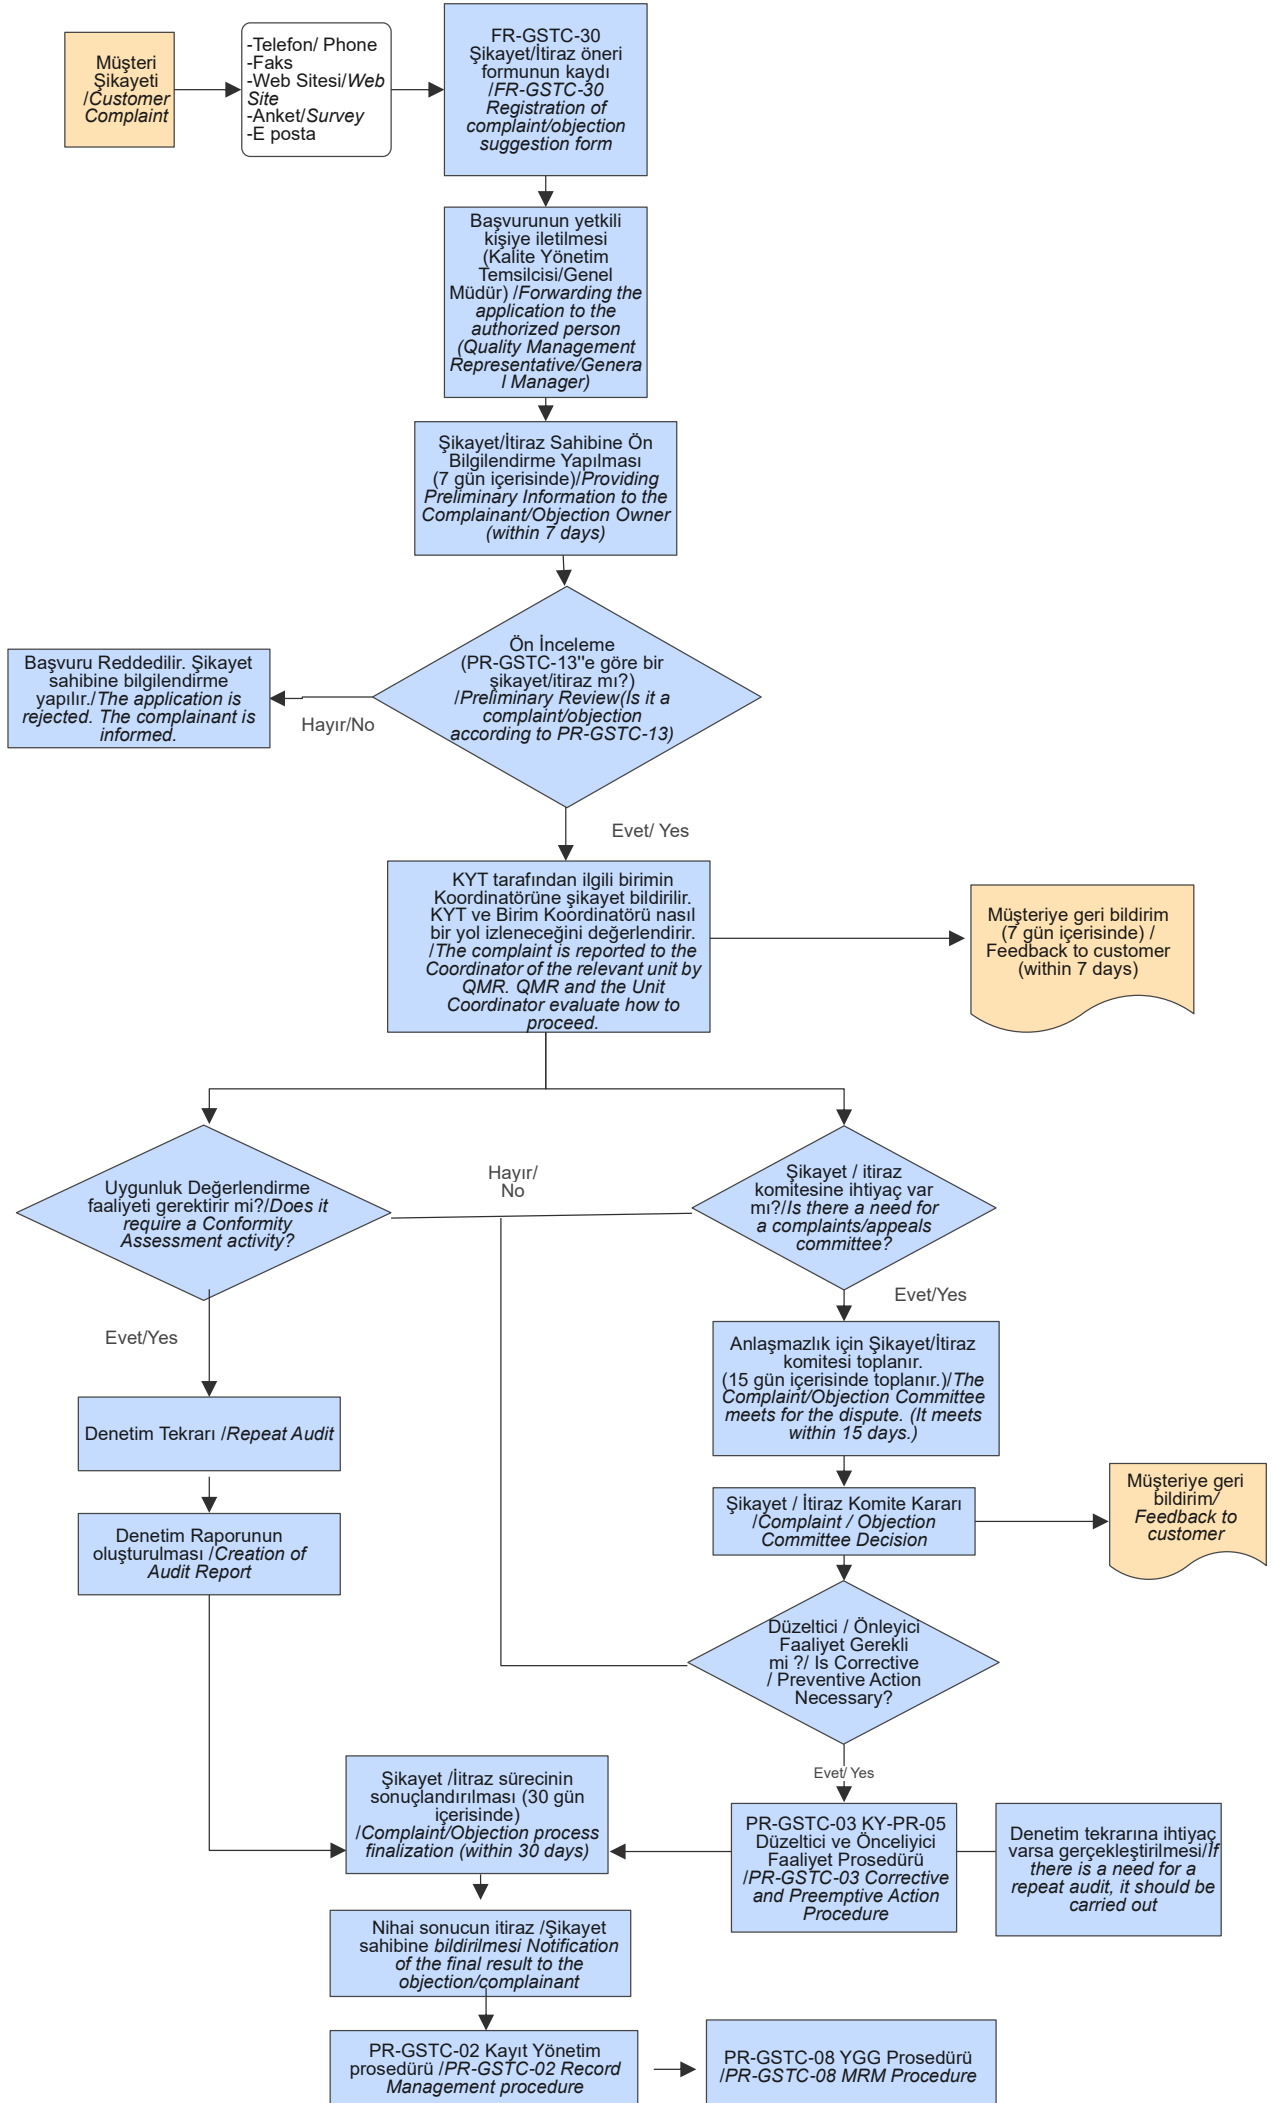 Müşteri
Şikayeti
/Customer
Complaint
-Telefon/ Phone
-Faks
-Web Sitesi/Web
Site
-Anket/Survey
-E posta
FR-GSTC-30
Şikayet/İtiraz öneri
formunun kaydı
/FR-GSTC-30
Registration of
complaint/objection
suggestion form
Başvurunun yetkili
kişiye iletilmesi
(Kalite Yönetim
Temsilcisi/Genel
Müdür) /Forwarding the
application to the
authorized person
(Quality Management
Representative/Genera
l Manager)
Şikayet/İtiraz Sahibine Ön
Bilgilendirme Yapılması
(7 gün içerisinde)/Providing
Preliminary Information to the
Complainant/Objection Owner
(within 7 days)
Ön İnceleme
(PR-GSTC-13"e göre bir
şikayet/itiraz mı?)
/Preliminary Review(Is it a
complaint/objection
according to PR-GSTC-13)
Başvuru Reddedilir. Şikayet
sahibine bilgilendirme
yapılır./The application is
rejected. The complainant is
informed.
Hayır/No
Evet/ Yes
KYT tarafından ilgili birimin
Koordinatörüne şikayet bildirilir.
KYT ve Birim Koordinatörü nasıl
bir yol izleneceğini değerlendirir.
/The complaint is reported to the
Coordinator of the relevant unit by
QMR. QMR and the Unit
Coordinator evaluate how to
proceed.
Müşteriye geri bildirim
(7 gün içerisinde) /
Feedback to customer
(within 7 days)
Uygunluk Değerlendirme
faaliyeti gerektirir mi?/Does it
require a Conformity
Assessment activity?
Hayır/
No
Şikayet / itiraz
komitesine ihtiyaç var
mı?/Is there a need for
a complaints/appeals
committee?
Evet/Yes
Evet/Yes
Anlaşmazlık için Şikayet/İtiraz
komitesi toplanır.
(15 gün içerisinde toplanır.)/The
Complaint/Objection Committee
meets for the dispute. (It meets
within 15 days.)
Denetim Tekrarı /Repeat Audit
Şikayet / İtiraz Komite Kararı
/Complaint / Objection
Committee Decision
Müşteriye geri
bildirim/
Feedback to
customer
Denetim Raporunun
oluşturulması /Creation of
Audit Report
Düzeltici / Önleyici
Faaliyet Gerekli
mi ?/ Is Corrective
/ Preventive Action
Necessary?
Evet/ Yes
Şikayet /İitraz sürecinin
sonuçlandırılması (30 gün
içerisinde)
/Complaint/Objection process
finalization (within 30 days)
PR-GSTC-03 KY-PR-05
Düzeltici ve Önceliyici
Faaliyet Prosedürü
/PR-GSTC-03 Corrective
and Preemptive Action
Procedure
Denetim tekrarına ihtiyaç
varsa gerçekleştirilmesi/If
there is a need for a
repeat audit, it should be
carried out
Nihai sonucun itiraz /Şikayet
sahibine bildirilmesi Notification
of the final result to the
objection/complainant
PR-GSTC-02 Kayıt Yönetim
prosedürü /PR-GSTC-02 Record
Management procedure
PR-GSTC-08 YGG Prosedürü
/PR-GSTC-08 MRM Procedure